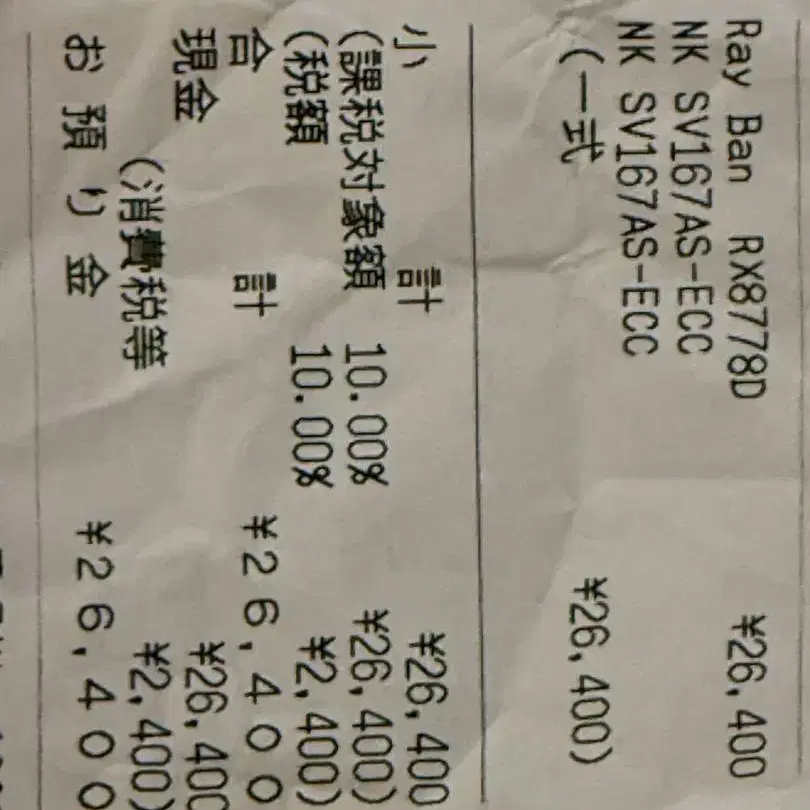 Ray Ban RX8778D ¥26,400
NK SV167AS-ECC
NK SV167AS-ECC
(一式 ¥26,400)
小計 ¥26,400
(課税対象額 10.00% ¥26,400)
(税額 10.00% ¥2,400)
合計 ¥26,400
現金 ¥26,400
(消費税等 ¥2,400)
お預り金 ¥26,400